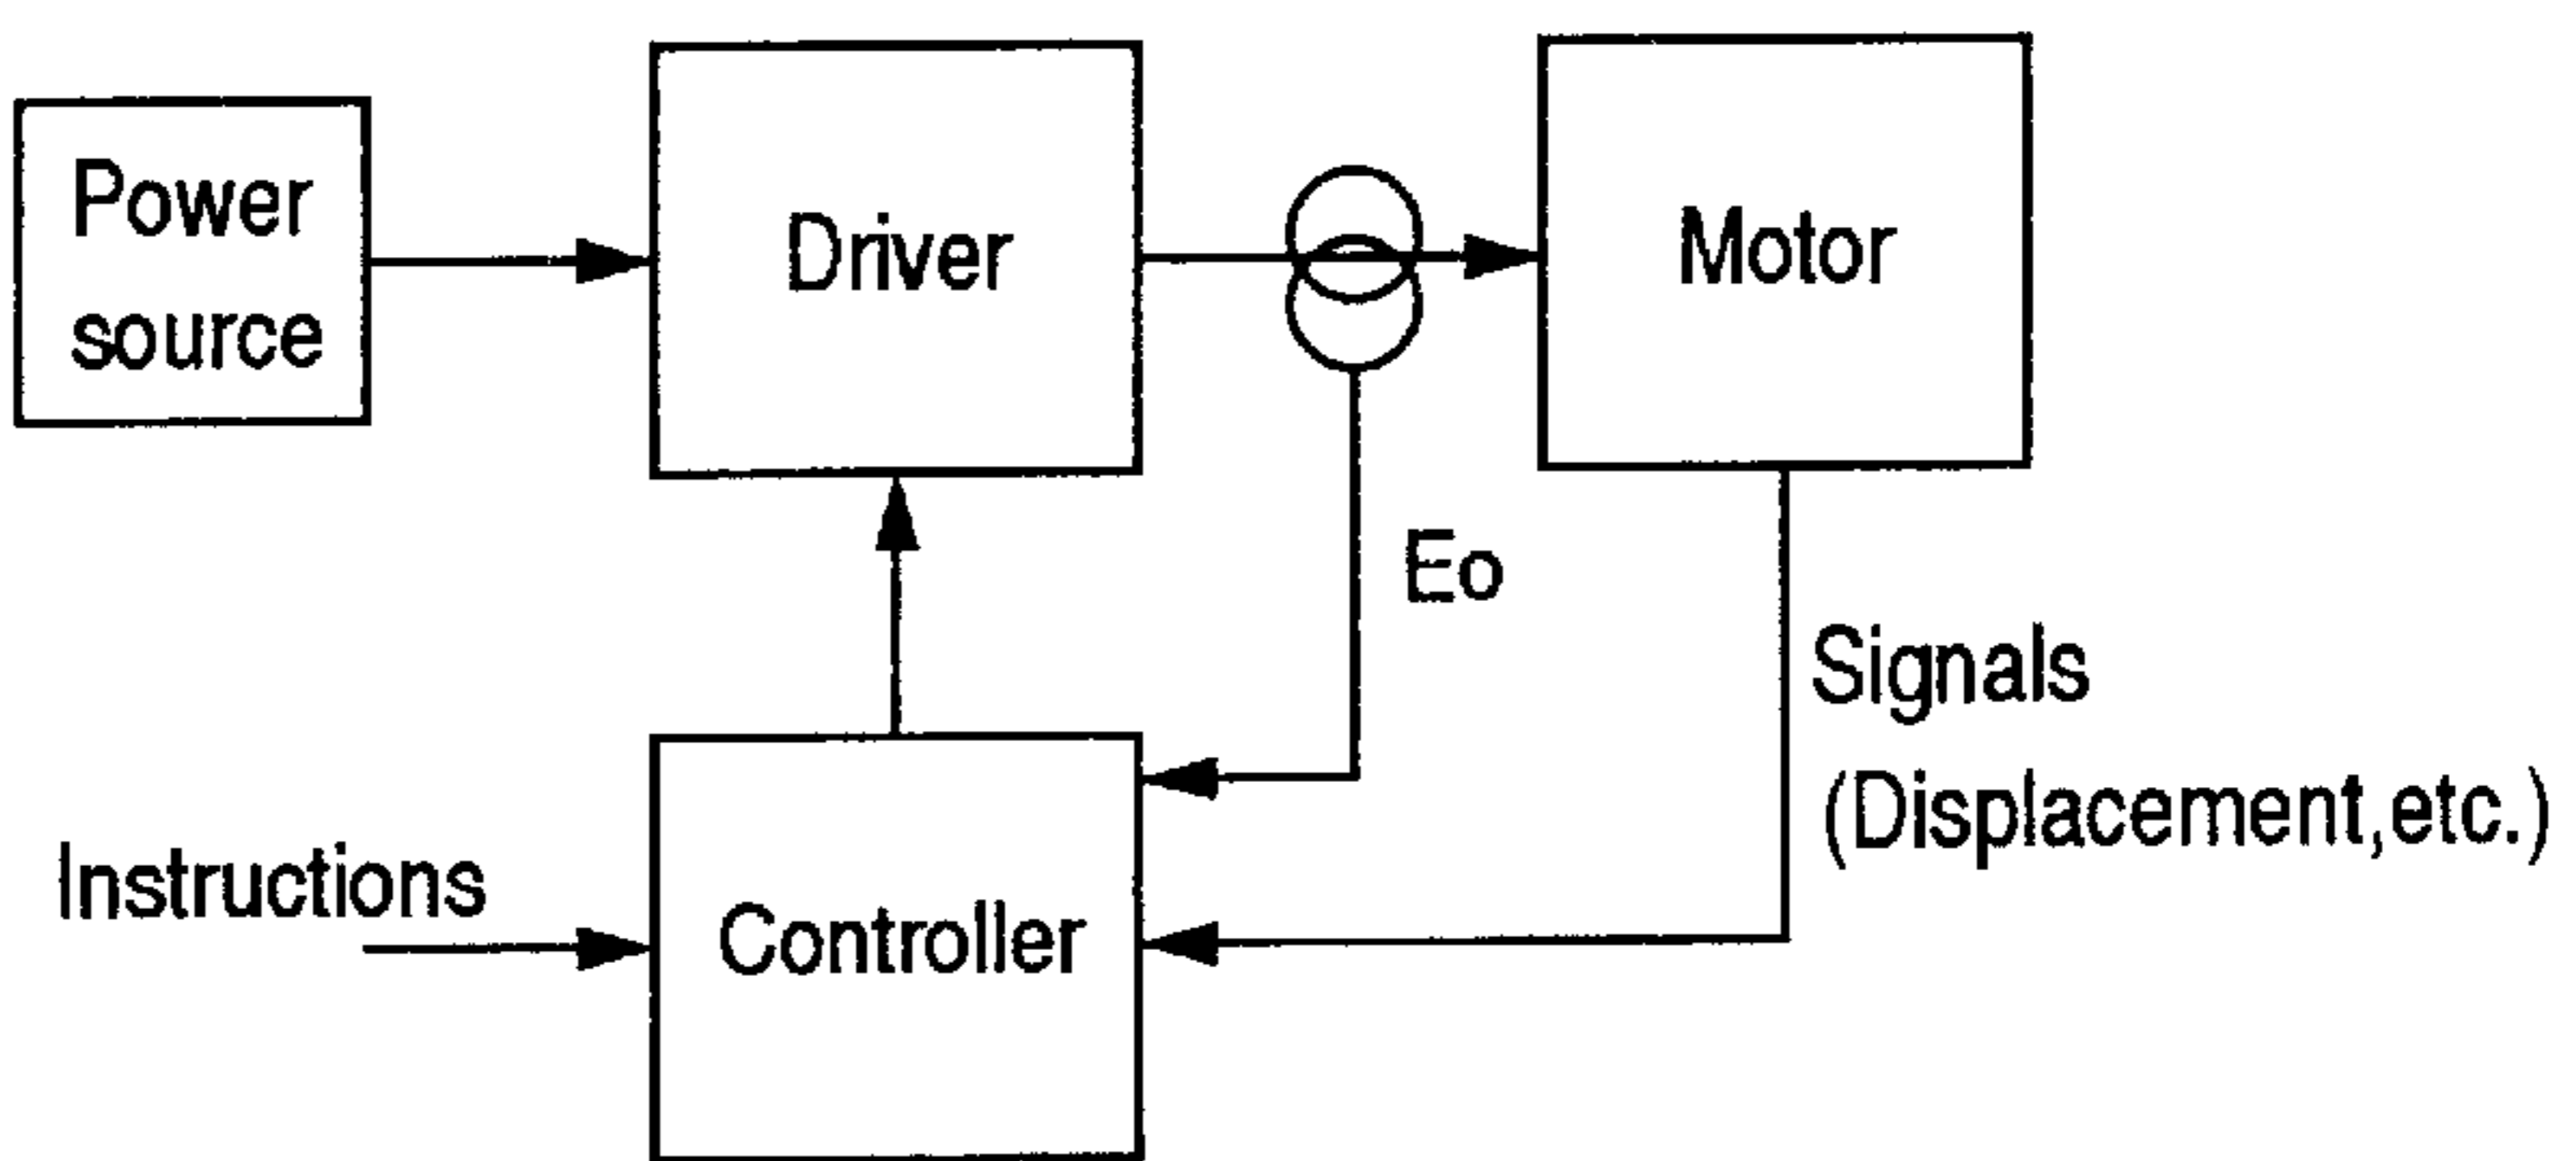 Power
source
Driver
Motor
Eo
Signals
(Displacement,etc.)
Instructions
Controller